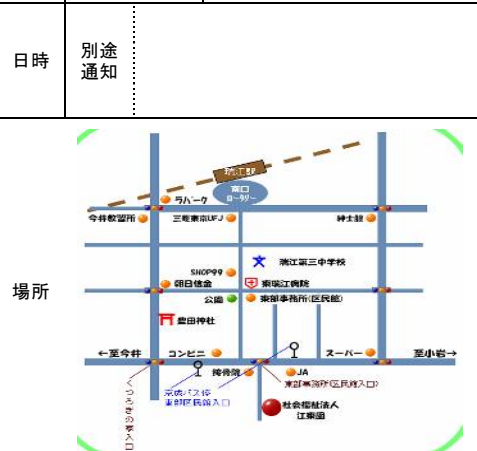 日時
別途
通知
場所
瑞江駅
南口
ロータリー
ラパーク
今井教習所
三菱東京UFJ
紳士服
瑞江第三中学校
SHOP99
朝日信金
東瑞江病院
公園
東部事務所(区民館)
豊田神社
←至今井
コンビニ
スーパー
至小岩→
接骨院
JA
京成バス停
東部区民館入口
東部事務所(区民館入口)
くつろぎの家入口
社会福祉法人
江東園